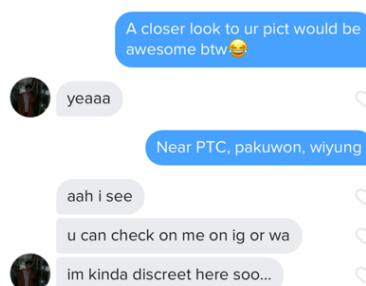 A closer look to ur pict would be
awesome btw😂
yeaaa
Near PTC, pakuwon, wiyung
aah i see
u can check on me on ig or wa
im kinda discreet here soo...